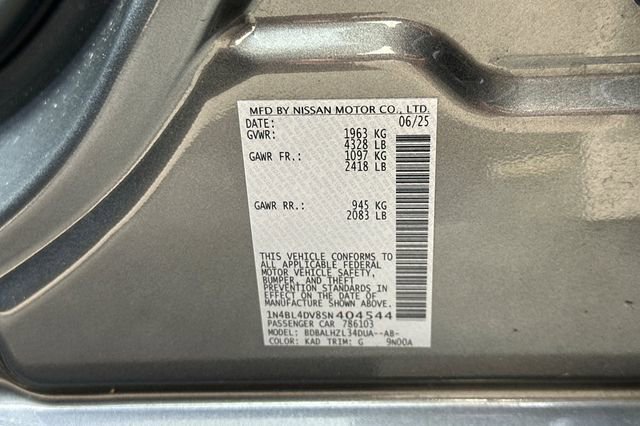 MFD BY NISSAN MOTOR CO., LTD.
DATE: 06/25
GVWR: 1963 KG
4328 LB
GAWR FR.: 1097 KG
2418 LB
GAWR RR.: 945 KG
2083 LB
THIS VEHICLE CONFORMS TO
ALL APPLICABLE FEDERAL
MOTOR VEHICLE SAFETY,
BUMPER, AND THEFT
PREVENTION STANDARDS IN
EFFECT ON THE DATE OF
MANUFACTURE SHOWN ABOVE.
1N4BL4DV8SN404544
PASSENGER CAR 786103
MODEL: BDBALHZL34DUA--AB-
COLOR: KAD TRIM: G 9N00A